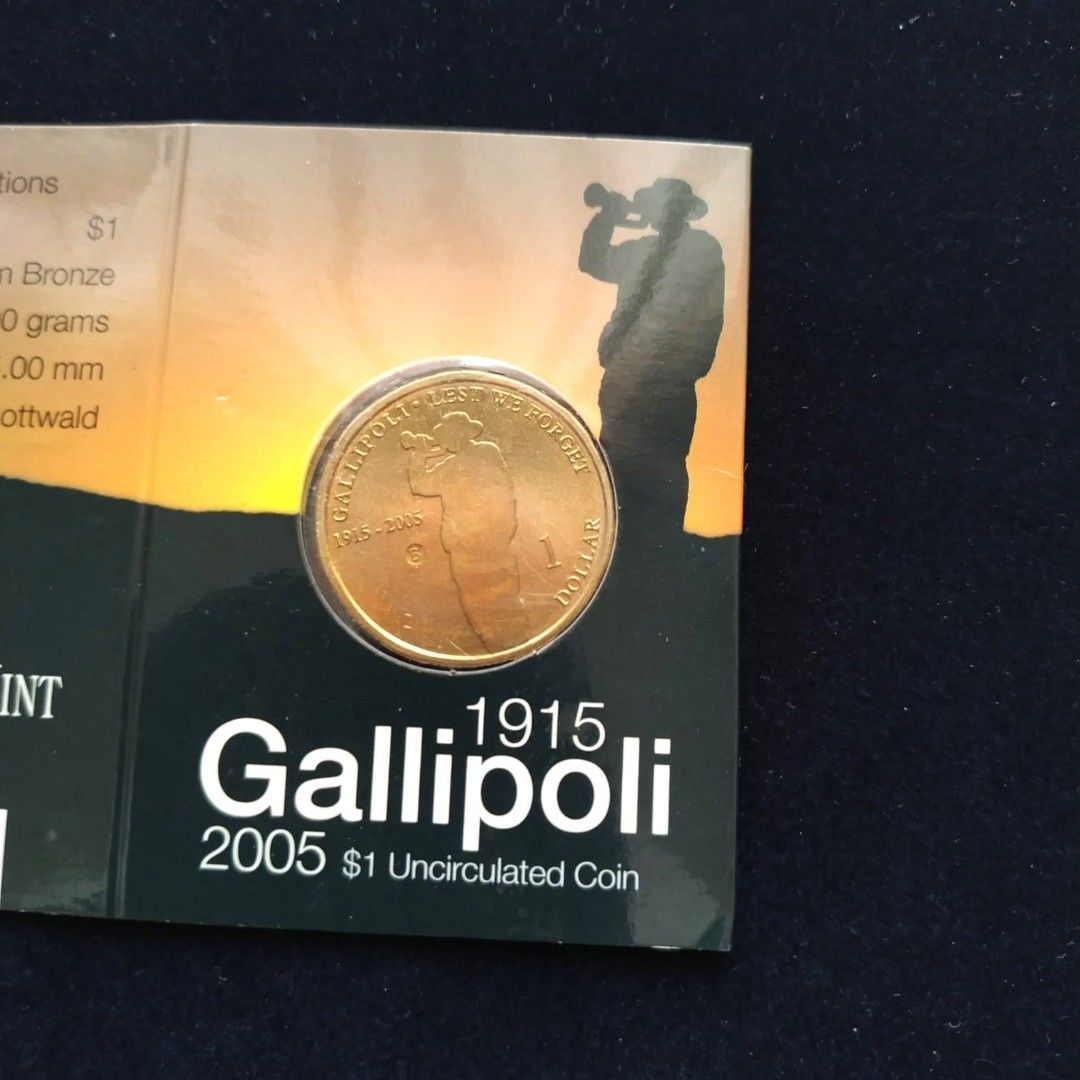 tions
$1
m Bronze
0 grams
.00 mm
ottwald
INT
GALLIPOLI • LEST WE FORGET
1915 - 2005
B
1
DOLLAR
1915
Gallipoli
2005 $1 Uncirculated Coin